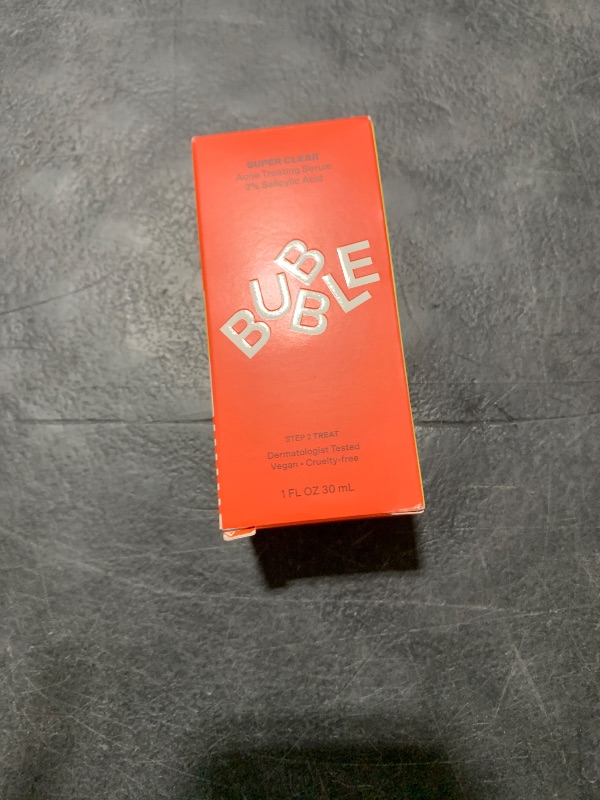 SUPER CLEAR
Acne Treating Serum
2% Salicylic Acid
BUBBLE
STEP 2 TREAT
Dermatologist Tested
Vegan • Cruelty-free
1 FL OZ 30 mL